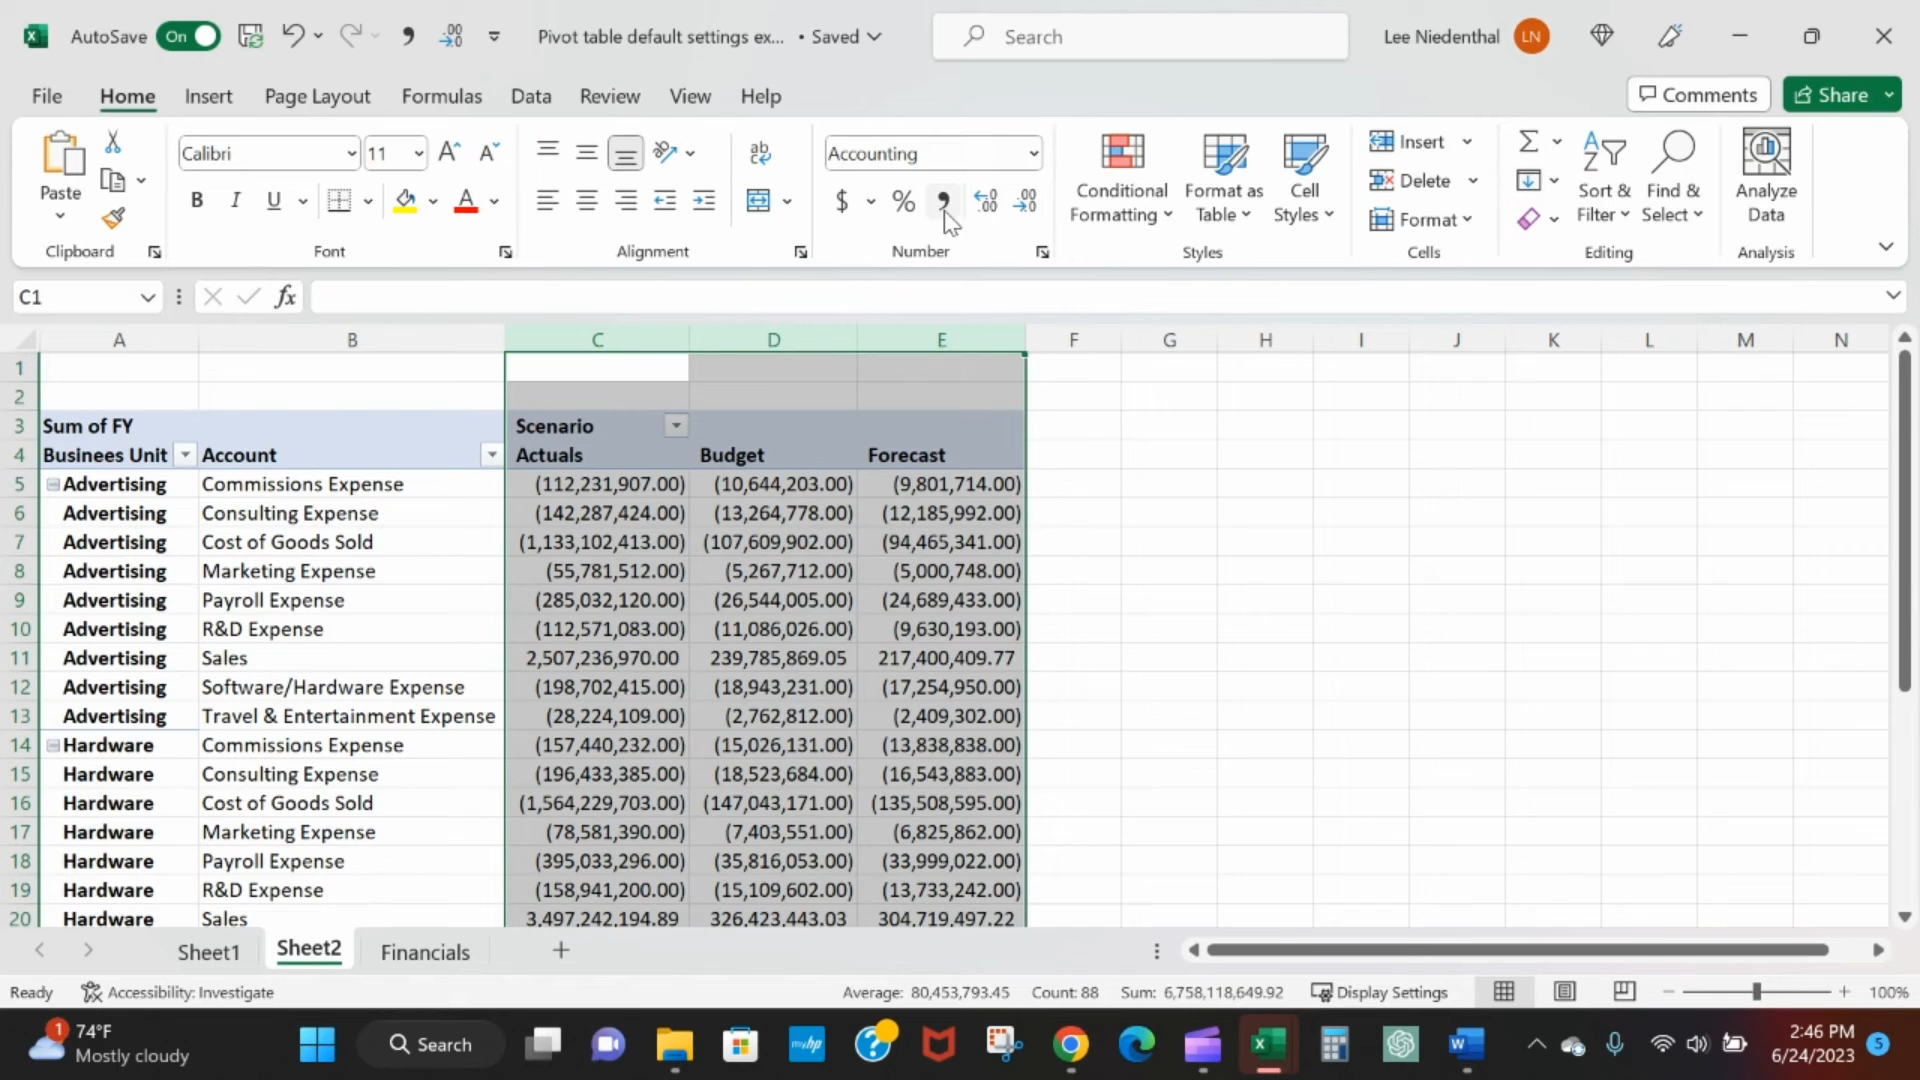 AutoSave On Pivot table default settings ex... • Saved Search Lee Niedenthal LN
File Home Insert Page Layout Formulas Data Review View Help Comments Share
Paste Calibri 11 Accounting Conditional Formatting Format as Table Cell Styles Insert Delete Format Sort & Filter Find & Select Analyze Data
Clipboard Font Alignment Number Styles Cells Editing Analysis
C1 fx
A B C D E F G H I J K L M N
1
2
3 Sum of FY Scenario
4 Businees Unit Account Actuals Budget Forecast
5 Advertising Commissions Expense (112,231,907.00) (10,644,203.00) (9,801,714.00)
6 Advertising Consulting Expense (142,287,424.00) (13,264,778.00) (12,185,992.00)
7 Advertising Cost of Goods Sold (1,133,102,413.00) (107,609,902.00) (94,465,341.00)
8 Advertising Marketing Expense (55,781,512.00) (5,267,712.00) (5,000,748.00)
9 Advertising Payroll Expense (285,032,120.00) (26,544,005.00) (24,689,433.00)
10 Advertising R&D Expense (112,571,083.00) (11,086,026.00) (9,630,193.00)
11 Advertising Sales 2,507,236,970.00 239,785,869.05 217,400,409.77
12 Advertising Software/Hardware Expense (198,702,415.00) (18,943,231.00) (17,254,950.00)
13 Advertising Travel & Entertainment Expense (28,224,109.00) (2,762,812.00) (2,409,302.00)
14 Hardware Commissions Expense (157,440,232.00) (15,026,131.00) (13,838,838.00)
15 Hardware Consulting Expense (196,433,385.00) (18,523,684.00) (16,543,883.00)
16 Hardware Cost of Goods Sold (1,564,229,703.00) (147,043,171.00) (135,508,595.00)
17 Hardware Marketing Expense (78,581,390.00) (7,403,551.00) (6,825,862.00)
18 Hardware Payroll Expense (395,033,296.00) (35,816,053.00) (33,999,022.00)
19 Hardware R&D Expense (158,941,200.00) (15,109,602.00) (13,733,242.00)
20 Hardware Sales 3,497,242,194.89 326,423,443.03 304,719,497.22
Sheet1 Sheet2 Financials
Ready Accessibility: Investigate Average: 80,453,793.45 Count: 88 Sum: 6,758,118,649.92 Display Settings 100%
1 74°F Search 2:46 PM
Mostly cloudy 6/24/2023 5